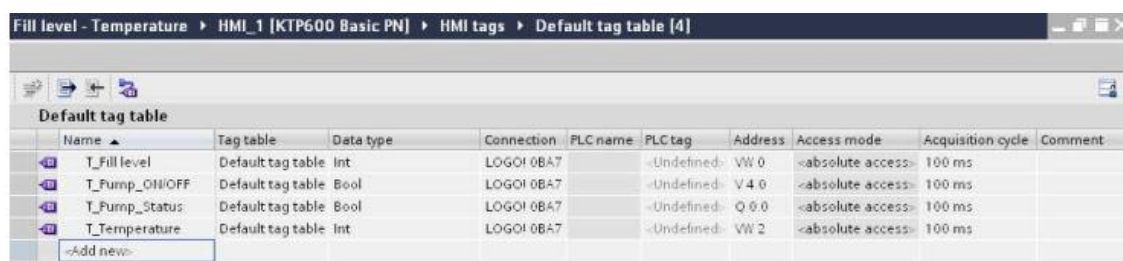 Fill level - Temperature ▸ HMI_1 [KTP600 Basic PN] ▸ HMI tags ▸ Default tag table [4]
Default tag table
Name Tag table Data type Connection PLC name PLC tag Address Access mode Acquisition cycle Comment
T_Fill level Default tag table Int LOGO! 0BA7 <Undefined> VW 0 <absolute access> 100 ms
T_Pump_ON/OFF Default tag table Bool LOGO! 0BA7 <Undefined> V 4.0 <absolute access> 100 ms
T_Pump_Status Default tag table Bool LOGO! 0BA7 <Undefined> Q 0.0 <absolute access> 100 ms
T_Temperature Default tag table Int LOGO! 0BA7 <Undefined> VW 2 <absolute access> 100 ms
<Add new>